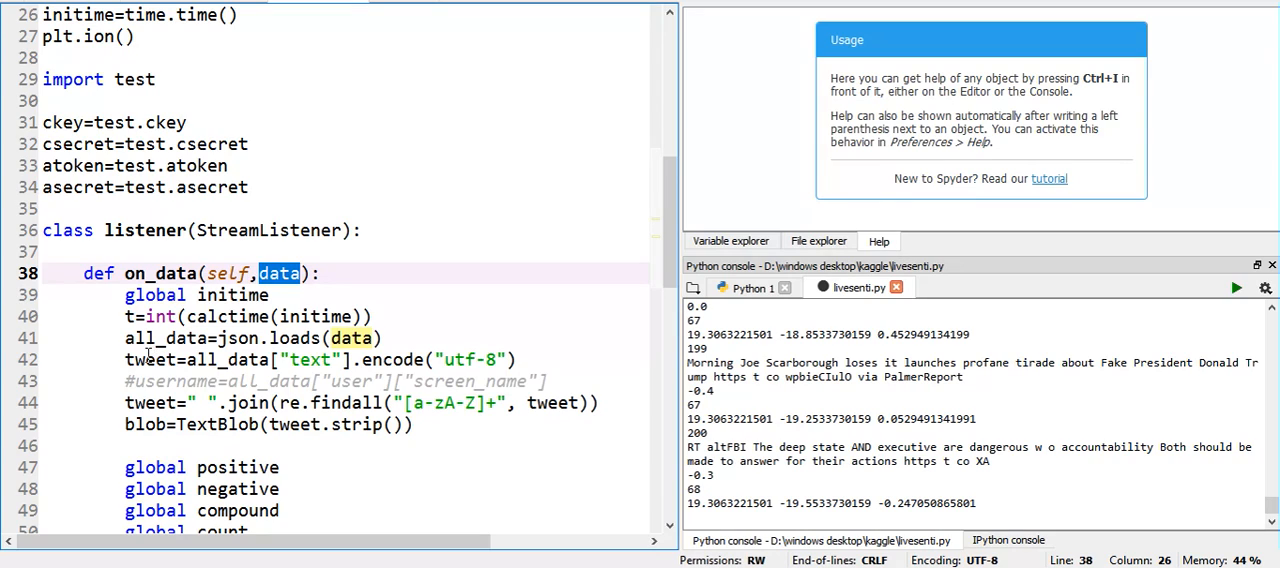 26 initime=time.time()
27 plt.ion()
28
29 import test
30
31 ckey=test.ckey
32 csecret=test.csecret
33 atoken=test.atoken
34 asecret=test.asecret
35
36 class listener(StreamListener):
37
38 def on_data(self,data):
39 global initime
40 t=int(calctime(initime))
41 all_data=json.loads(data)
42 tweet=all_data["text"].encode("utf-8")
43 #username=all_data["user"]["screen_name"]
44 tweet=" ".join(re.findall("[a-zA-Z]+", tweet))
45 blob=TextBlob(tweet.strip())
46
47 global positive
48 global negative
49 global compound
50 global count
Usage
Here you can get help of any object by pressing Ctrl+I in
front of it, either on the Editor or the Console.
Help can also be shown automatically after writing a left
parenthesis next to an object. You can activate this
behavior in Preferences > Help.
New to Spyder? Read our tutorial
Variable explorer File explorer Help
Python console - D:\windows desktop\kaggle\livesenti.py
Python 1 livesenti.py
0.0
67
19.3063221501 -18.8533730159 0.452949134199
199
Morning Joe Scarborough loses it launches profane tirade about Fake President Donald Tr
ump https t co wpbieCIulO via PalmerReport
-0.4
67
19.3063221501 -19.2533730159 0.0529491341991
200
RT altFBI The deep state AND executive are dangerous w o accountability Both should be
made to answer for their actions https t co XA
-0.3
68
19.3063221501 -19.5533730159 -0.247050865801
Python console - D:\windows desktop\kaggle\livesenti.py IPython console
Permissions: RW End-of-lines: CRLF Encoding: UTF-8 Line: 38 Column: 26 Memory: 44 %